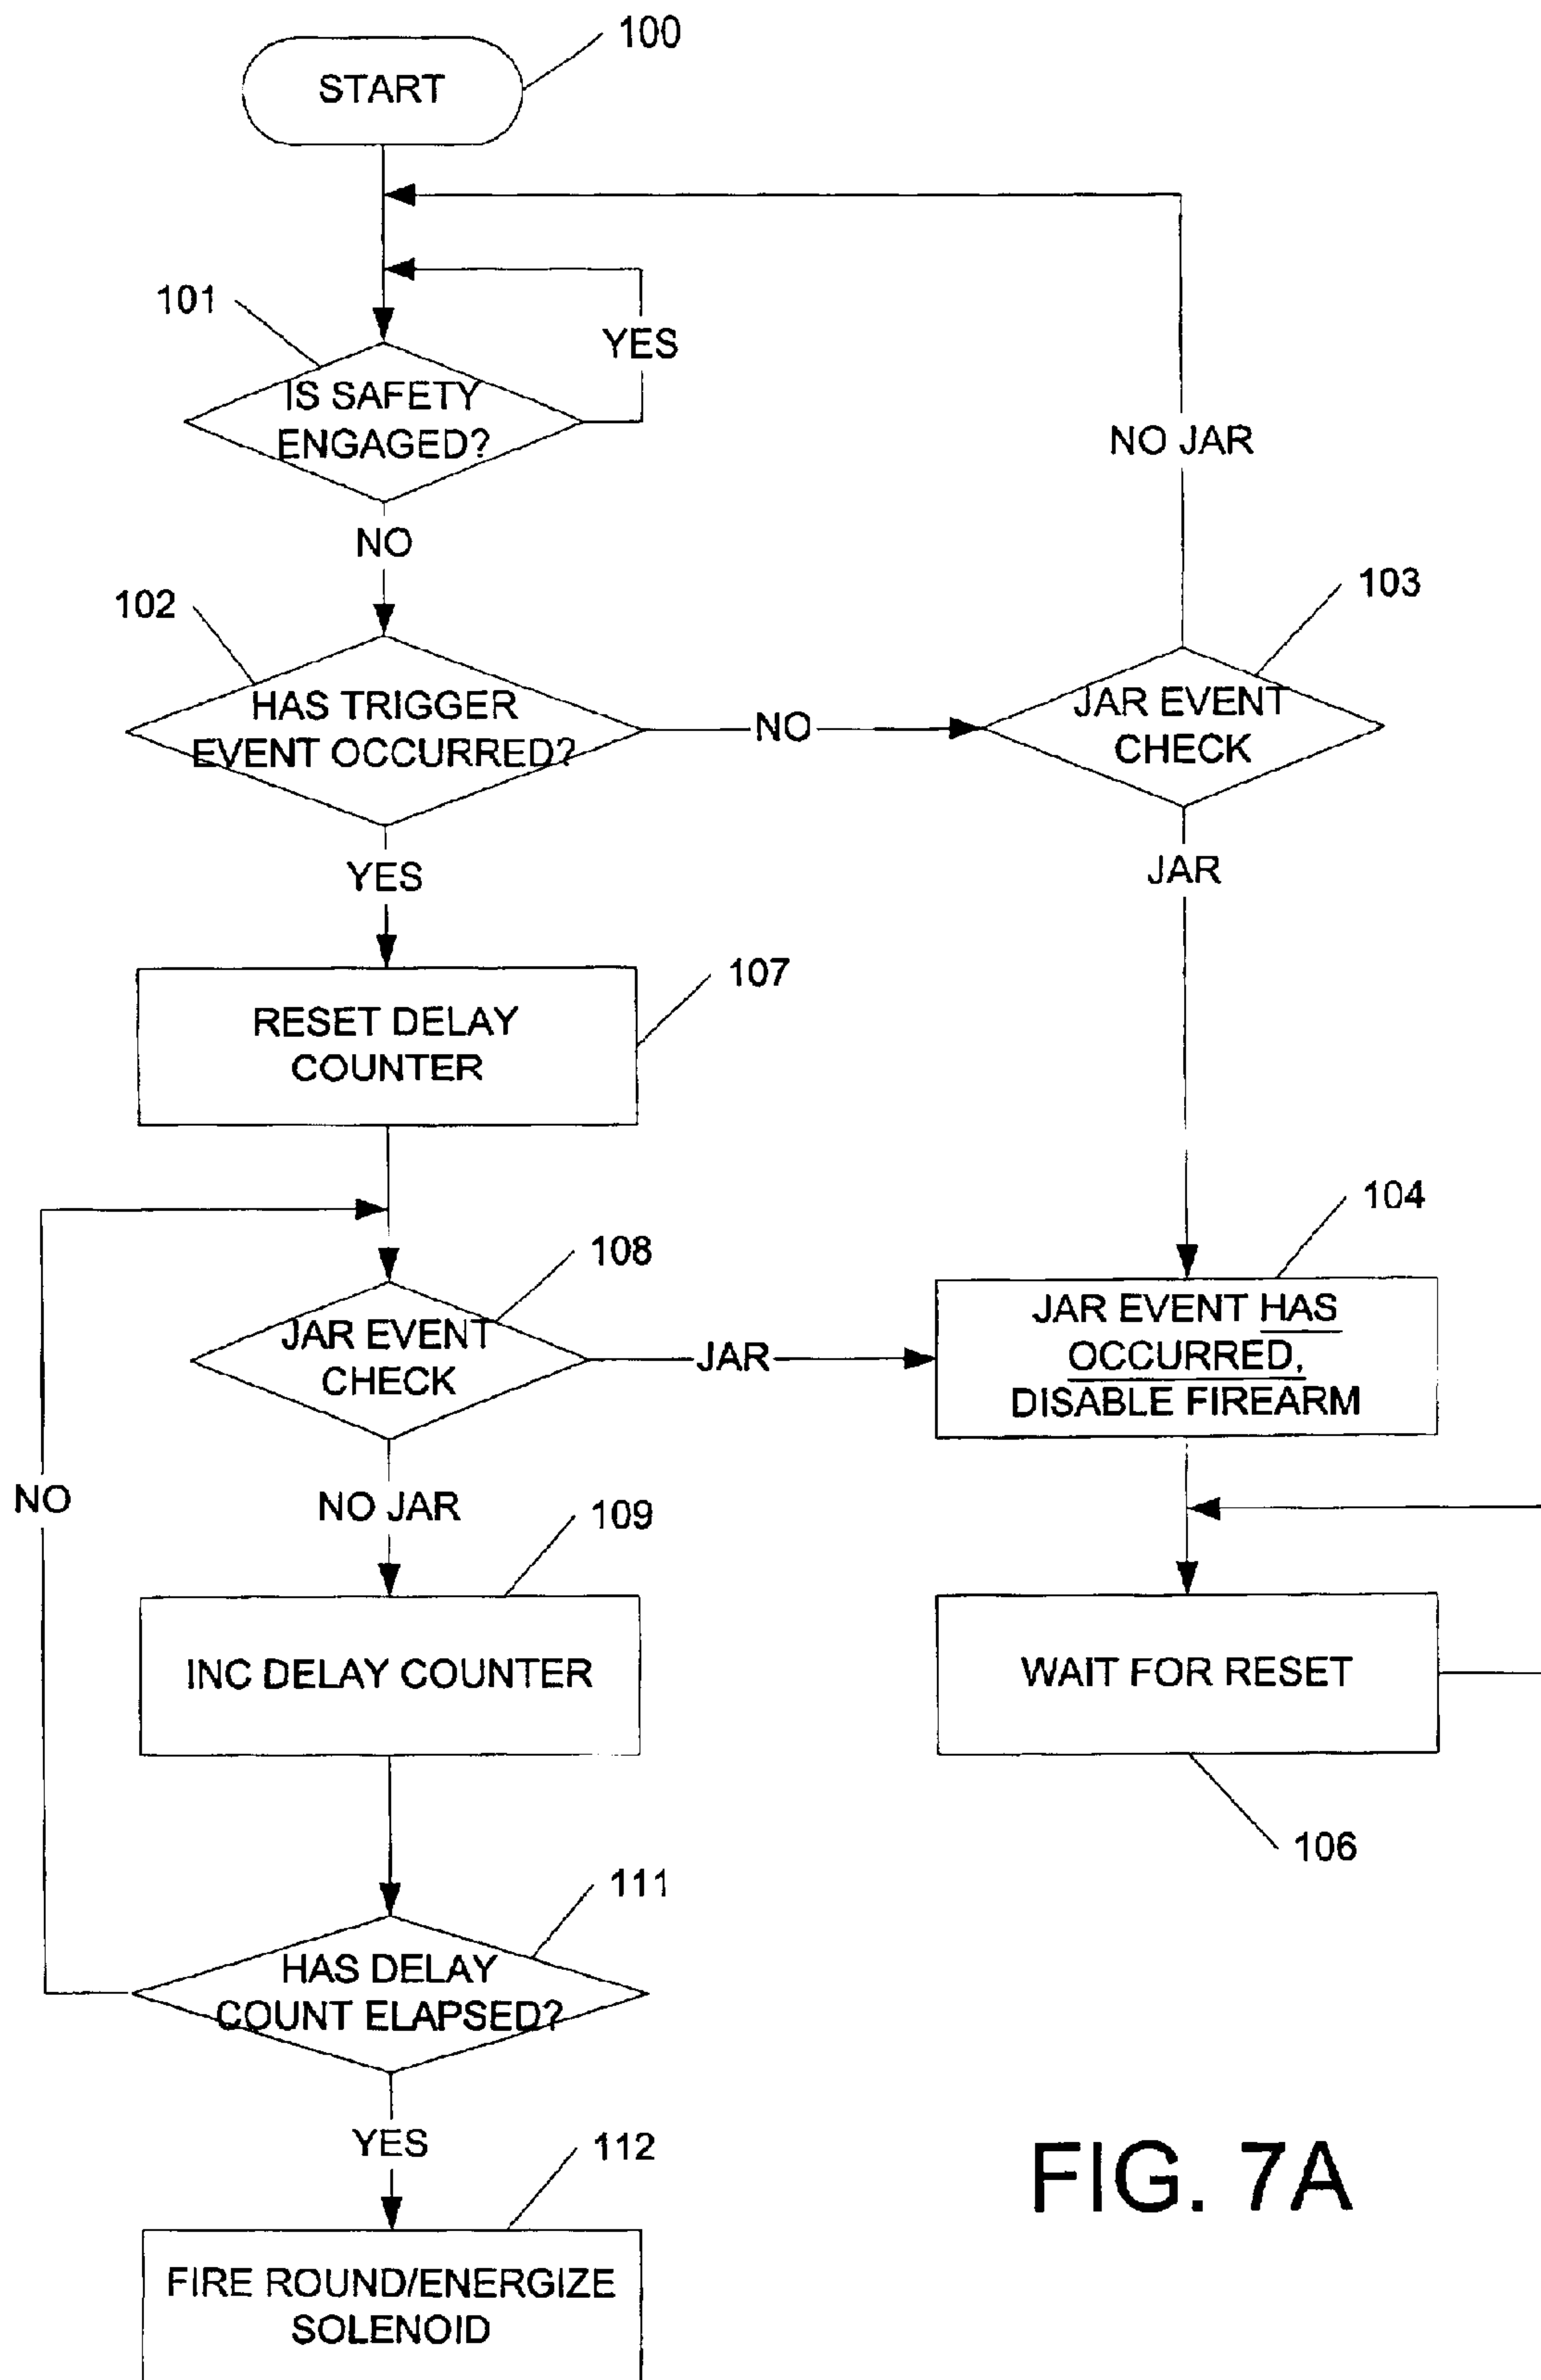 100
START
101
YES
IS SAFETY
ENGAGED?
NO JAR
NO
102
103
HAS TRIGGER
EVENT OCCURRED?
NO
JAR EVENT
CHECK
YES
JAR
107
RESET DELAY
COUNTER
104
108
JAR EVENT
CHECK
JAR
JAR EVENT HAS
OCCURRED,
DISABLE FIREARM
NO
NO JAR
109
INC DELAY COUNTER
WAIT FOR RESET
106
111
HAS DELAY
COUNT ELAPSED?
YES
112
FIG. 7A
FIRE ROUND/ENERGIZE
SOLENOID